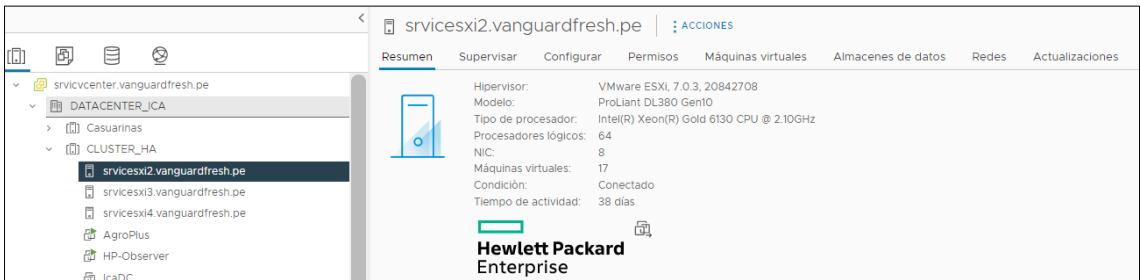 srvicvcenter.vanguardfresh.pe
DATACENTER_ICA
Casuarinas
CLUSTER_HA
srvicesxi2.vanguardfresh.pe
srvicesxi3.vanguardfresh.pe
srvicesxi4.vanguardfresh.pe
AgroPlus
HP-Observer
IcaDC
srvicesxi2.vanguardfresh.pe ACCIONES
Resumen Supervisar Configurar Permisos Máquinas virtuales Almacenes de datos Redes Actualizaciones
Hipervisor: VMware ESXi, 7.0.3, 20842708
Modelo: ProLiant DL380 Gen10
Tipo de procesador: Intel(R) Xeon(R) Gold 6130 CPU @ 2.10GHz
Procesadores lógicos: 64
NIC: 8
Máquinas virtuales: 17
Condición: Conectado
Tiempo de actividad: 38 días
Hewlett Packard
Enterprise